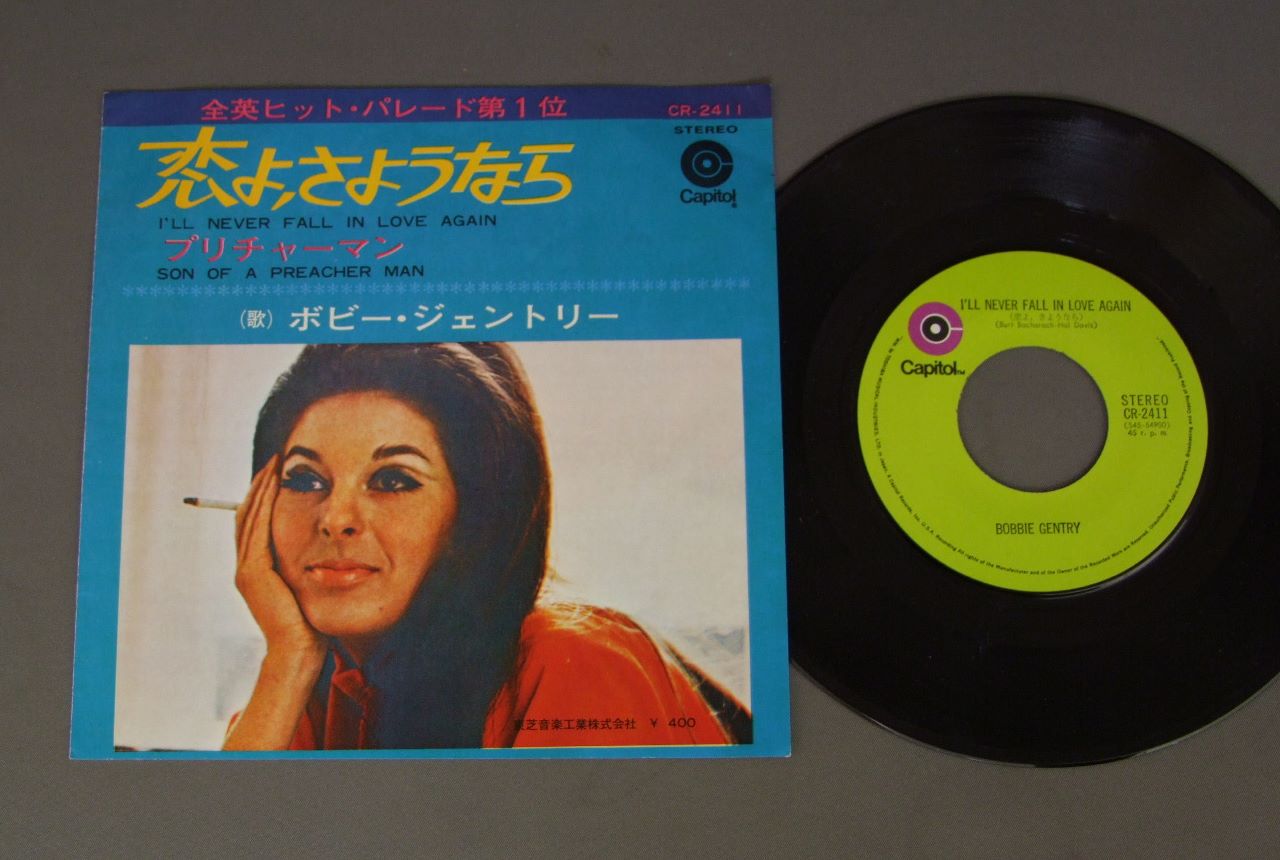 全英ヒット・パレード第1位
CR-2411
恋よ,さようなら
STEREO
Capitol®
I'LL NEVER FALL IN LOVE AGAIN
プリチャーマン
SON OF A PREACHER MAN
(歌) ボビー・ジェントリー
東芝音楽工業株式会社 ¥ 400
I'LL NEVER FALL IN LOVE AGAIN
(恋よ、さようなら)
(Burt Bacharach-Hal Davis)
Capitol™
STEREO
CR-2411
(S45-64900)
45 r. p. m
BOBBIE GENTRY